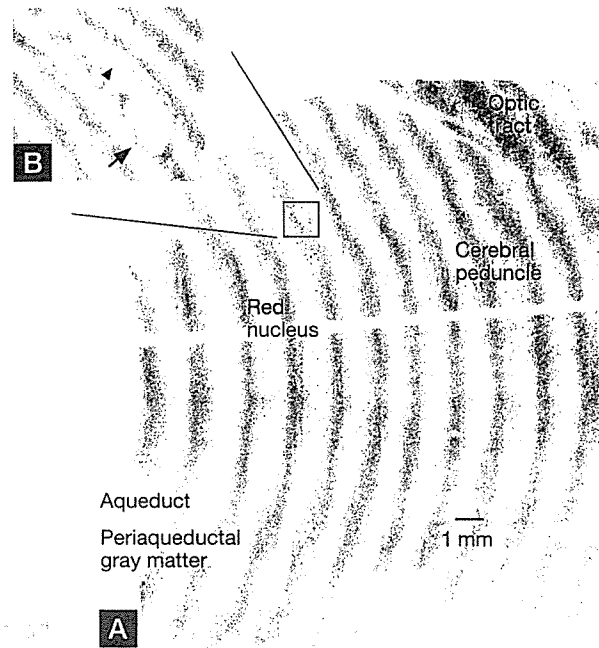 B
Optic
tract
Cerebral
peduncle
Red
nucleus
Aqueduct
1 mm
Periaqueductal
gray matter
A